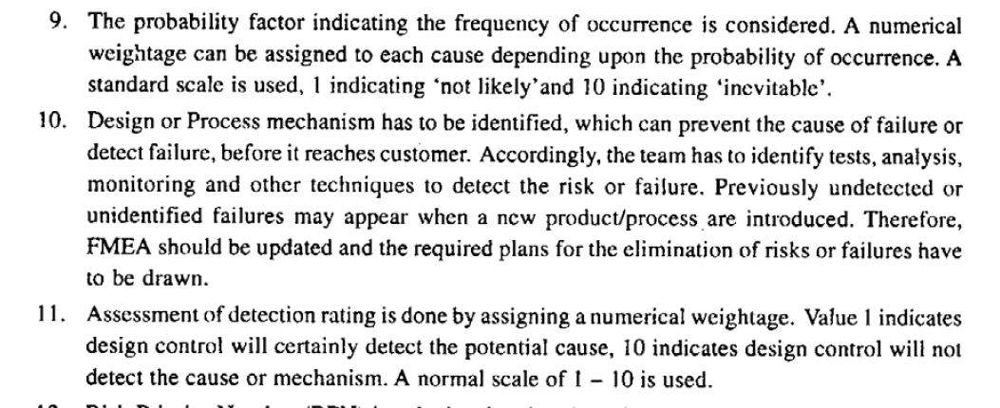 9. The probability factor indicating the frequency of occurrence is considered. A numerical
weightage can be assigned to each cause depending upon the probability of occurrence. A
standard scale is used, 1 indicating ‘not likely’and 10 indicating ‘inevitable’.
10. Design or Process mechanism has to be identified, which can prevent the cause of failure or
detect failure, before it reaches customer. Accordingly, the team has to identify tests, analysis,
monitoring and other techniques to detect the risk or failure. Previously undetected or
unidentified failures may appear when a new product/process are introduced. Therefore,
FMEA should be updated and the required plans for the elimination of risks or failures have
to be drawn.
11. Assessment of detection rating is done by assigning a numerical weightage. Value 1 indicates
design control will certainly detect the potential cause, 10 indicates design control will not
detect the cause or mechanism. A normal scale of 1 – 10 is used.